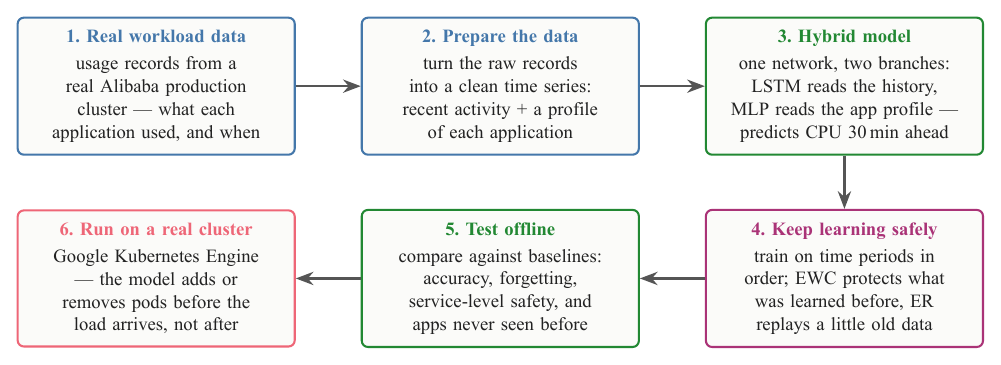 1. Real workload data
usage records from a
real Alibaba production
cluster — what each
application used, and when
2. Prepare the data
turn the raw records
into a clean time series:
recent activity + a profile
of each application
3. Hybrid model
one network, two branches:
LSTM reads the history,
MLP reads the app profile —
predicts CPU 30 min ahead
4. Keep learning safely
train on time periods in
order; EWC protects what
was learned before, ER
replays a little old data
5. Test offline
compare against baselines:
accuracy, forgetting,
service-level safety, and
apps never seen before
6. Run on a real cluster
Google Kubernetes Engine
— the model adds or
removes pods before the
load arrives, not after